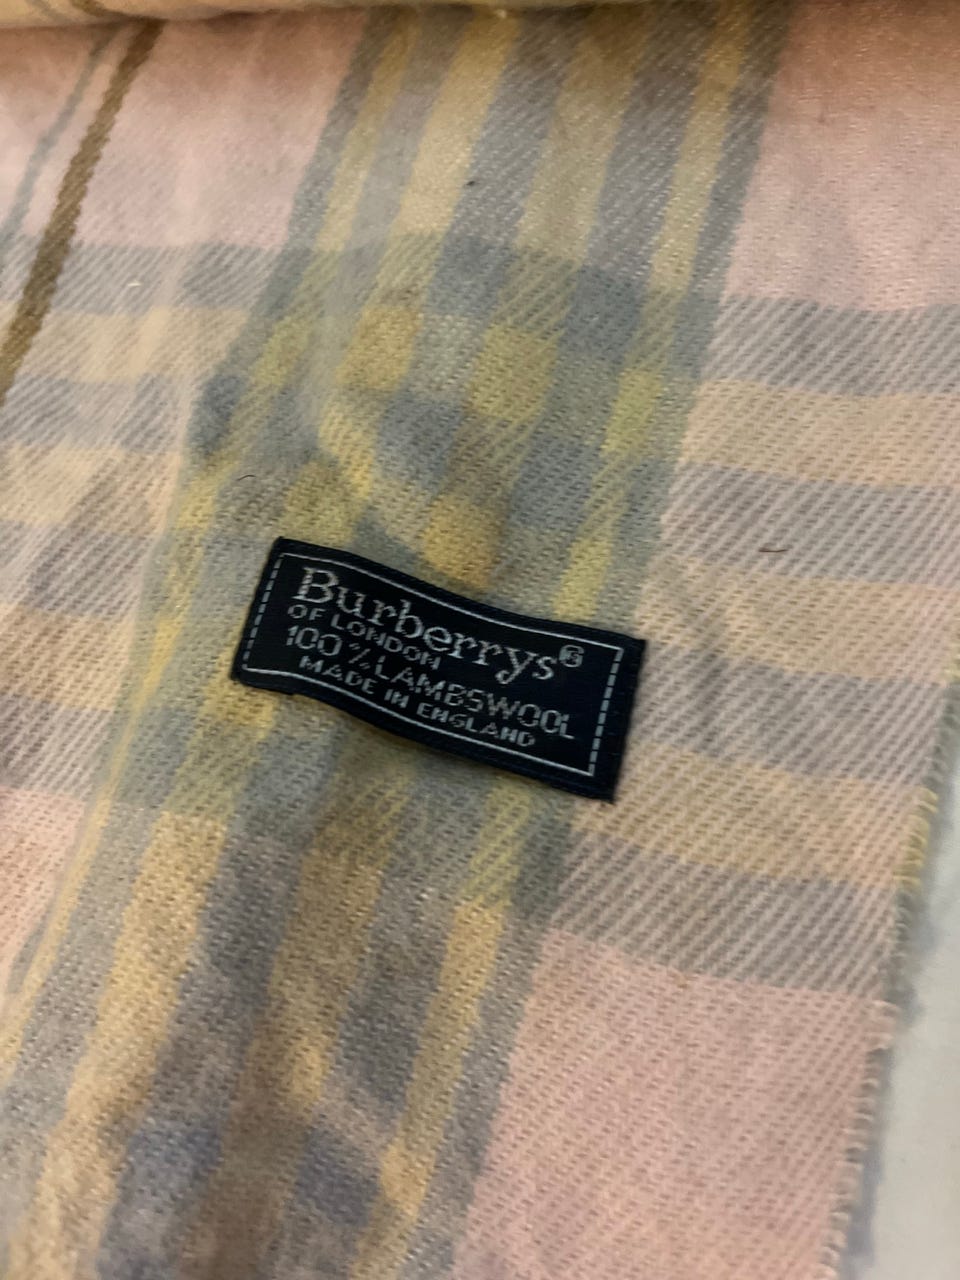 Burberrys®
OF LONDON
100% LAMBSWOOL
MADE IN ENGLAND